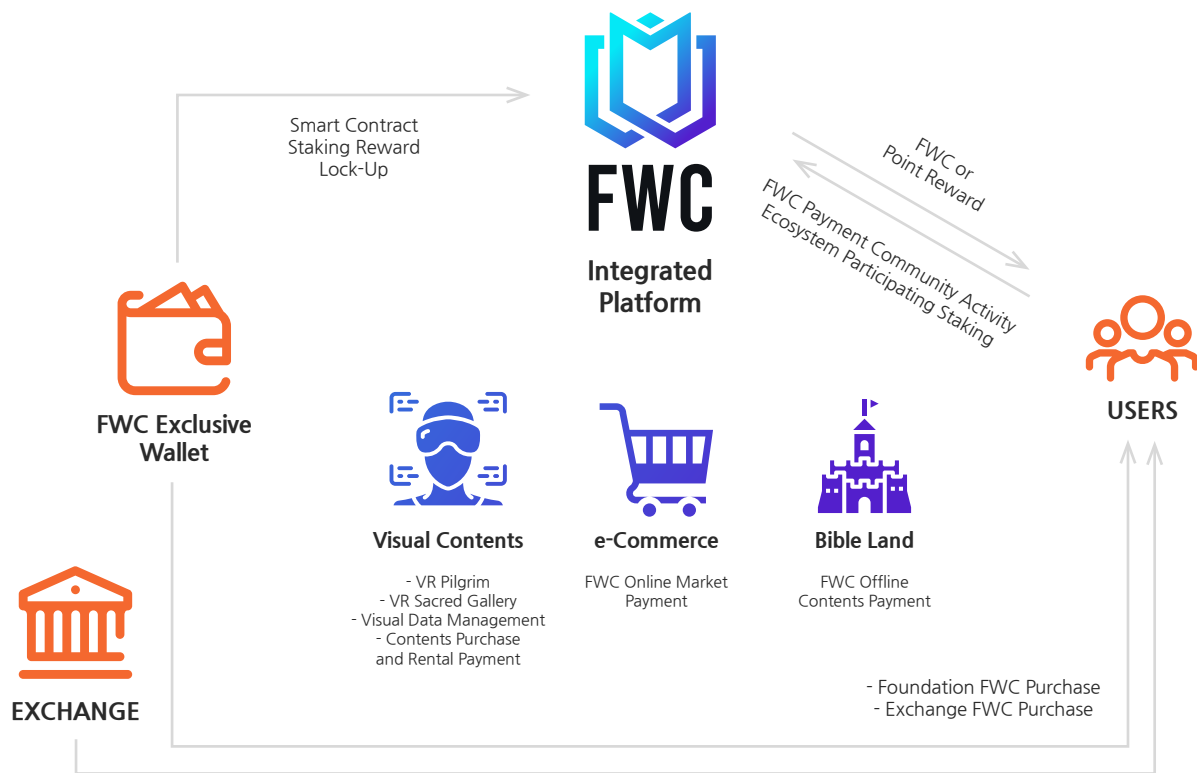 Smart Contract
Staking Reward
Lock-Up
FWC
Integrated
Platform
FWC or
Point Reward
FWC Payment Community Activity
Ecosystem Participating Staking
FWC Exclusive
Wallet
USERS
Visual Contents
- VR Pilgrim
- VR Sacred Gallery
- Visual Data Management
- Contents Purchase
and Rental Payment
e-Commerce
FWC Online Market
Payment
Bible Land
FWC Offline
Contents Payment
EXCHANGE
- Foundation FWC Purchase
- Exchange FWC Purchase